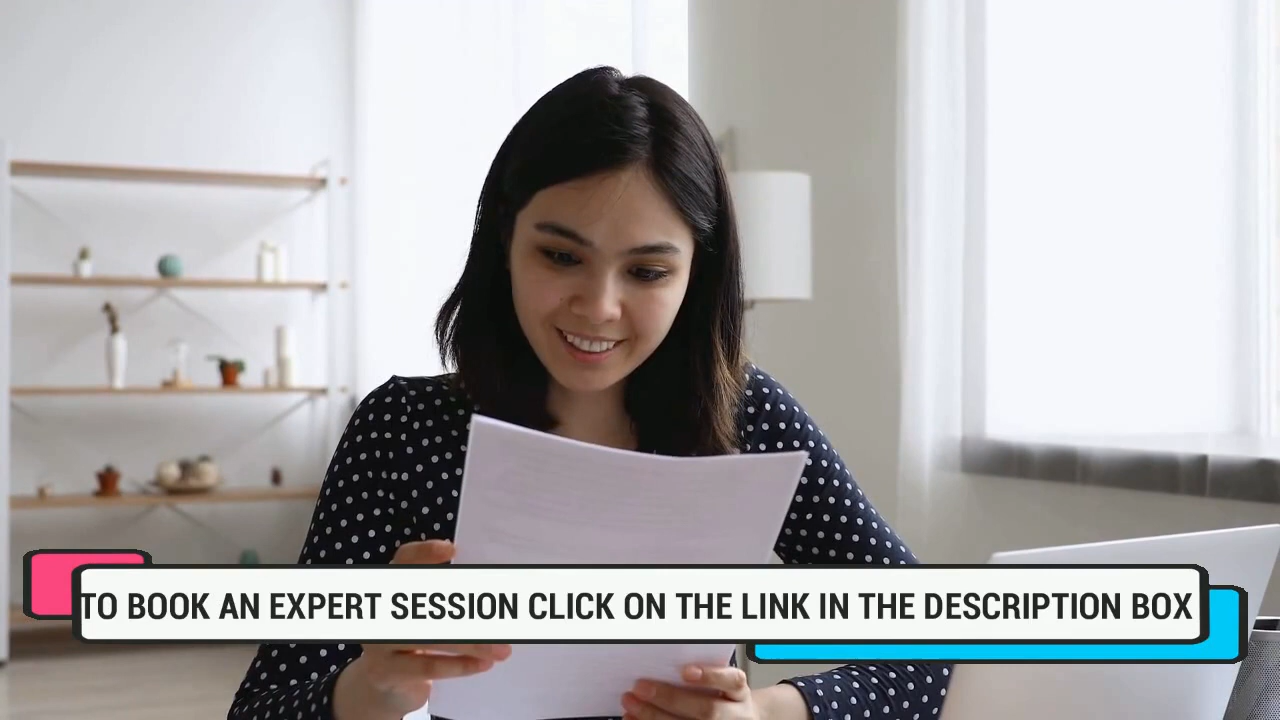 TO BOOK AN EXPERT SESSION CLICK ON THE LINK IN THE DESCRIPTION BOX